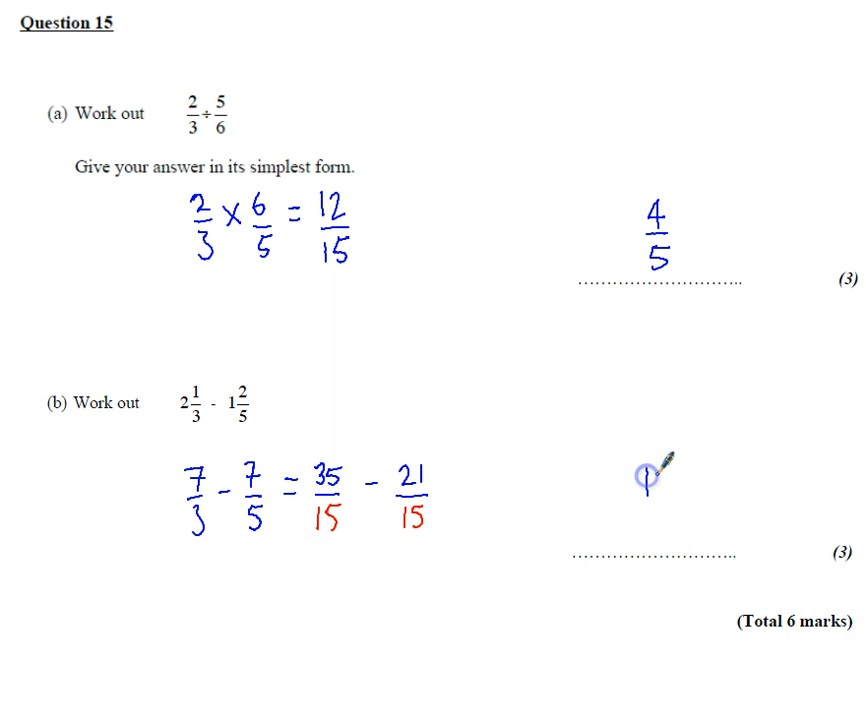 Question 15
(a) Work out 2/3 ÷ 5/6
Give your answer in its simplest form.
2/3 × 6/5 = 12/15
4/5
.............................. (3)
(b) Work out 2 1/3 - 1 2/5
7/3 - 7/5 = 35/15 - 21/15
1
.............................. (3)
(Total 6 marks)